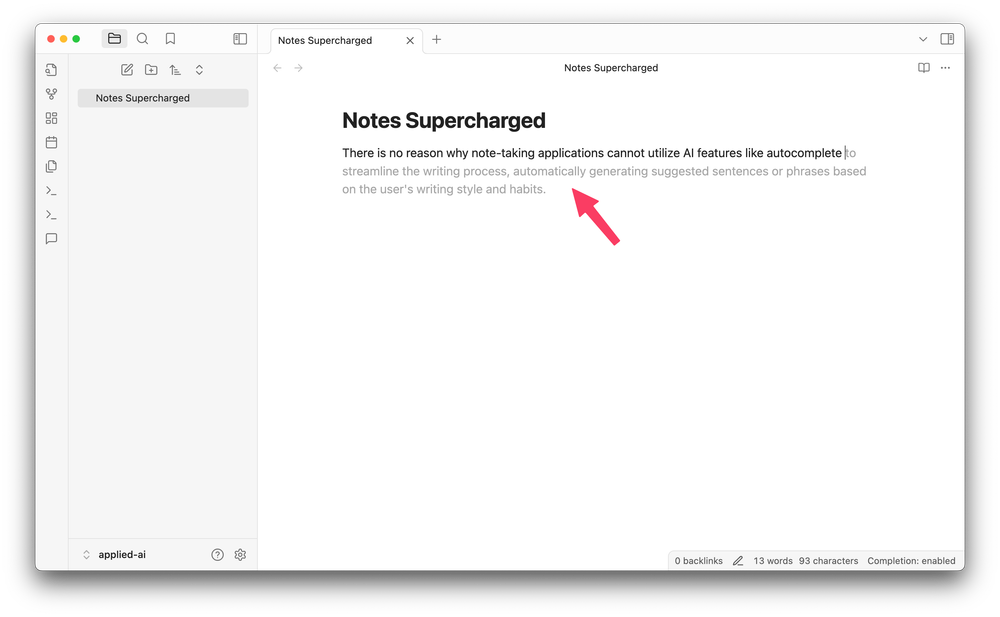 Notes Supercharged
Notes Supercharged
Notes Supercharged
Notes Supercharged
There is no reason why note-taking applications cannot utilize AI features like autocomplete to
streamline the writing process, automatically generating suggested sentences or phrases based
on the user's writing style and habits.
applied-ai
0 backlinks 13 words 93 characters Completion: enabled